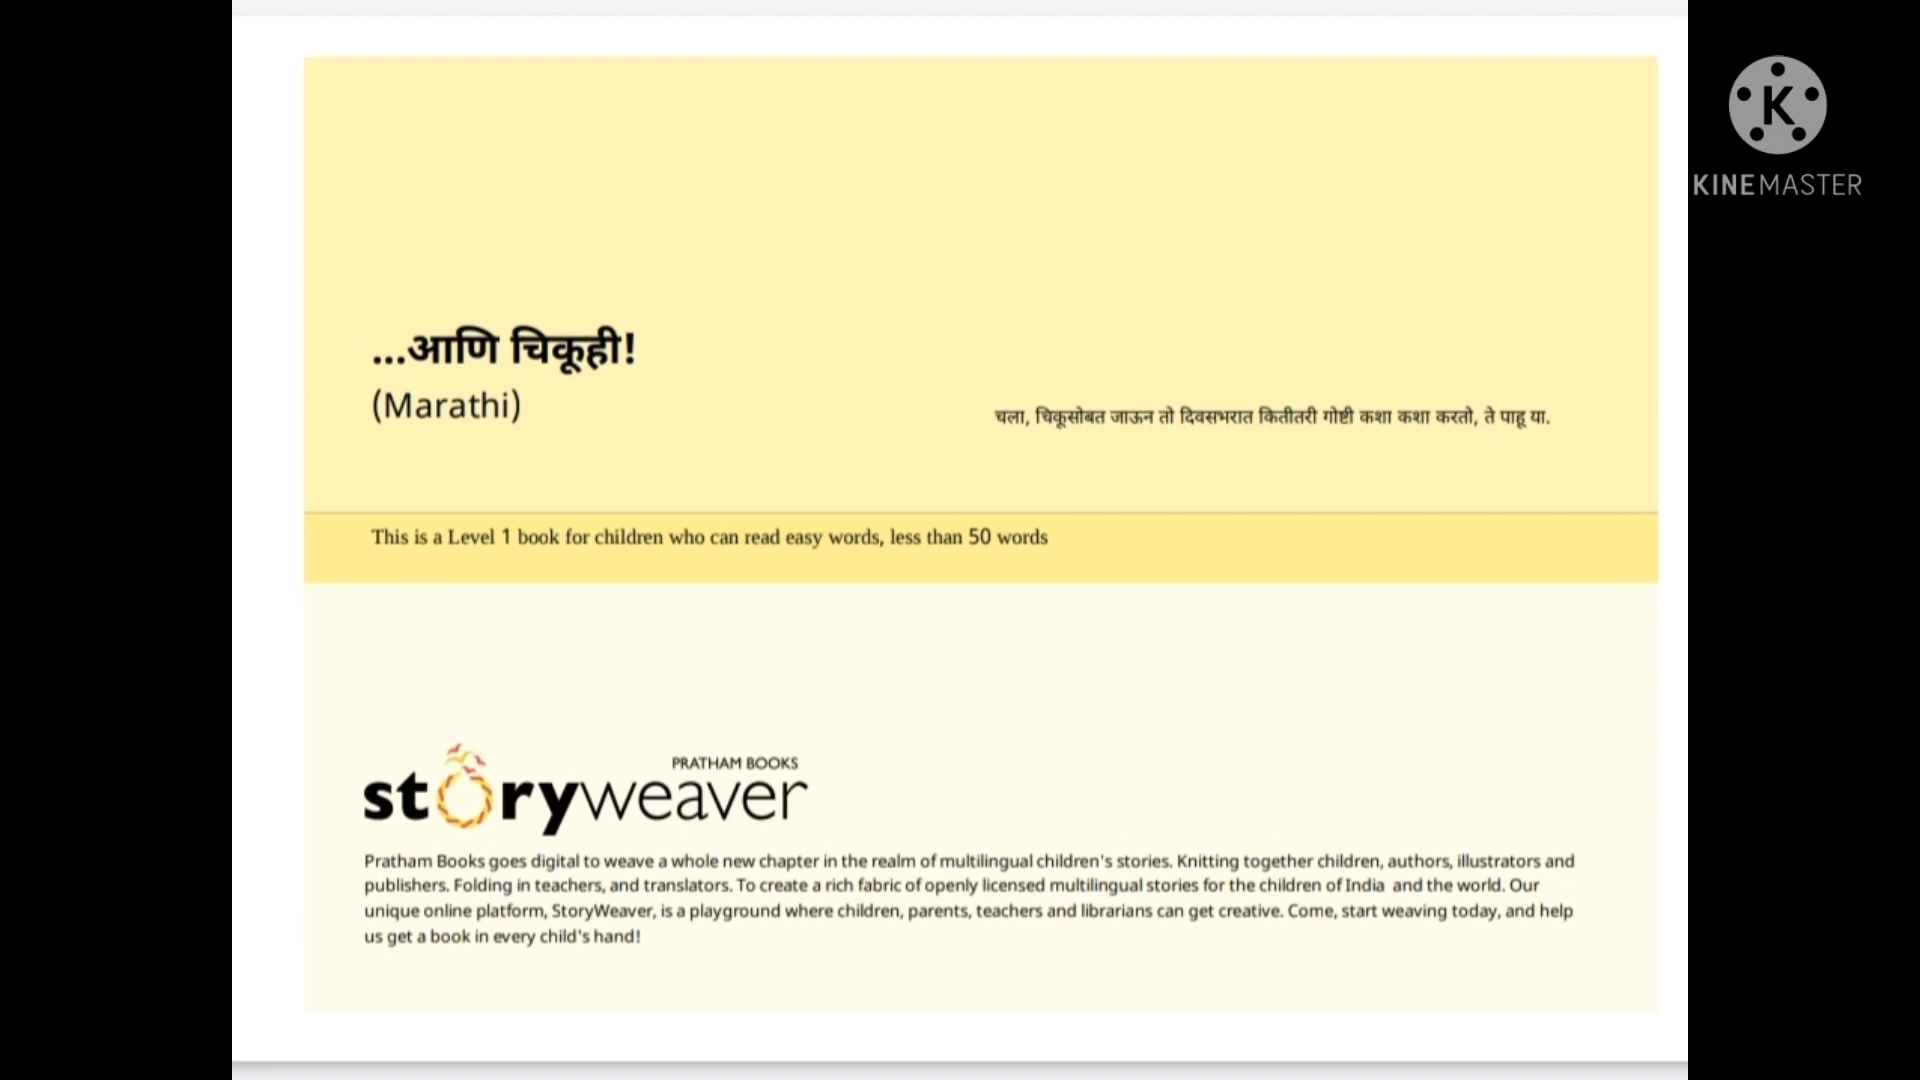 ...आणि चिकूही!
(Marathi)
चला, चिकूसोबत जाऊन तो दिवसभरात कितीतरी गोष्टी कशा कशा करतो, ते पाहू या.
This is a Level 1 book for children who can read easy words, less than 50 words
PRATHAM BOOKS
storyweaver
Pratham Books goes digital to weave a whole new chapter in the realm of multilingual children's stories. Knitting together children, authors, illustrators and
publishers. Folding in teachers, and translators. To create a rich fabric of openly licensed multilingual stories for the children of India and the world. Our
unique online platform, StoryWeaver, is a playground where children, parents, teachers and librarians can get creative. Come, start weaving today, and help
us get a book in every child's hand!
K
KINEMASTER